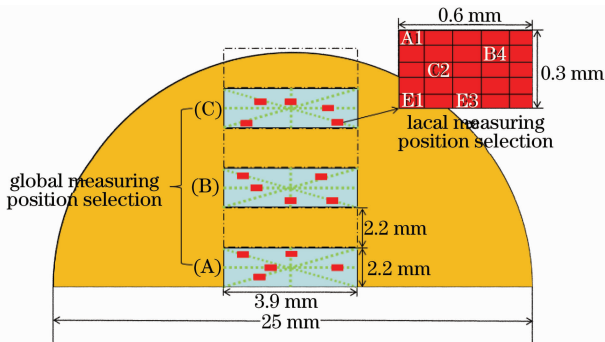 0.6 mm
A1
B4
C2
0.3 mm
E1
E3
(C)
lacal measuring
position selection
global measuring
position selection
(B)
2.2 mm
(A)
2.2 mm
3.9 mm
25 mm